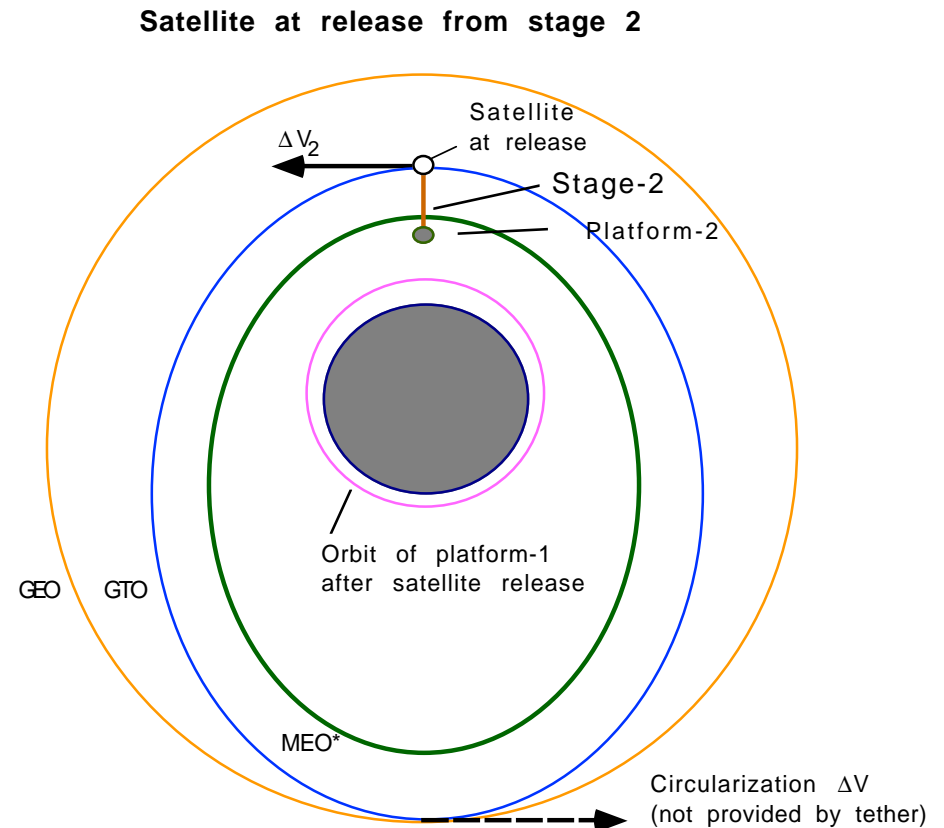 Satellite at release from stage 2
Satellite
at release
ΔV₂
Stage-2
Platform-2
Orbit of platform-1
after satellite release
GEO
GTO
MEO*
Circularization ΔV
(not provided by tether)